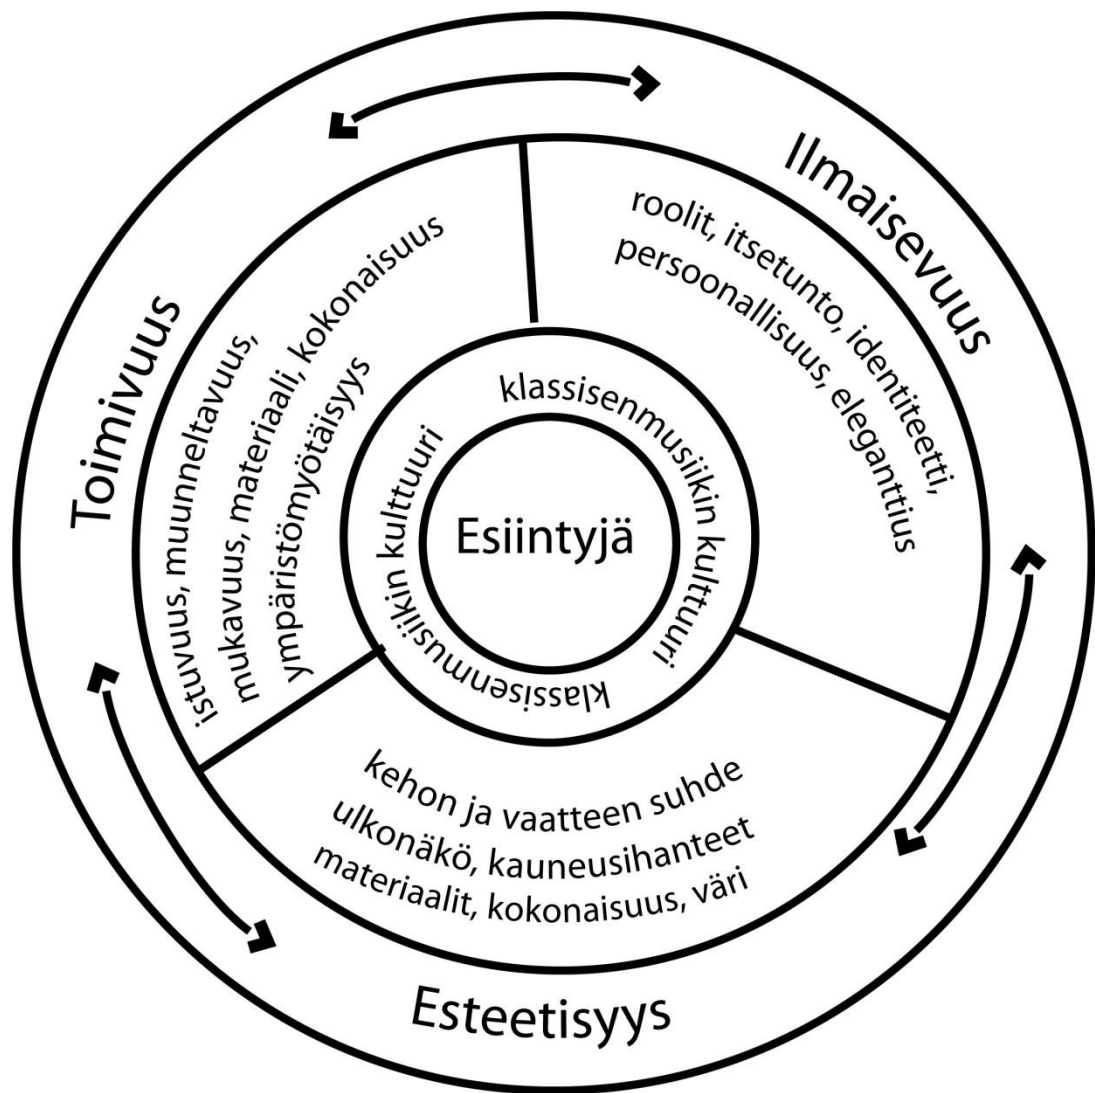 Toimivuus
istuvuus, muunneltavuus,
mukavuus, materiaali, kokonaisuus
ympäristömyötäisyys
Ilmaisevuus
roolit, itsetunto, identiteetti,
persoonallisuus, eleganttius
klassisenmusiikin kulttuuri
klassisenmusiikin kulttuuri
Esiintyjä
kehon ja vaatteen suhde
ulkonäkö, kauneusihanteet
materiaalit, kokonaisuus, väri
Esteetisyys